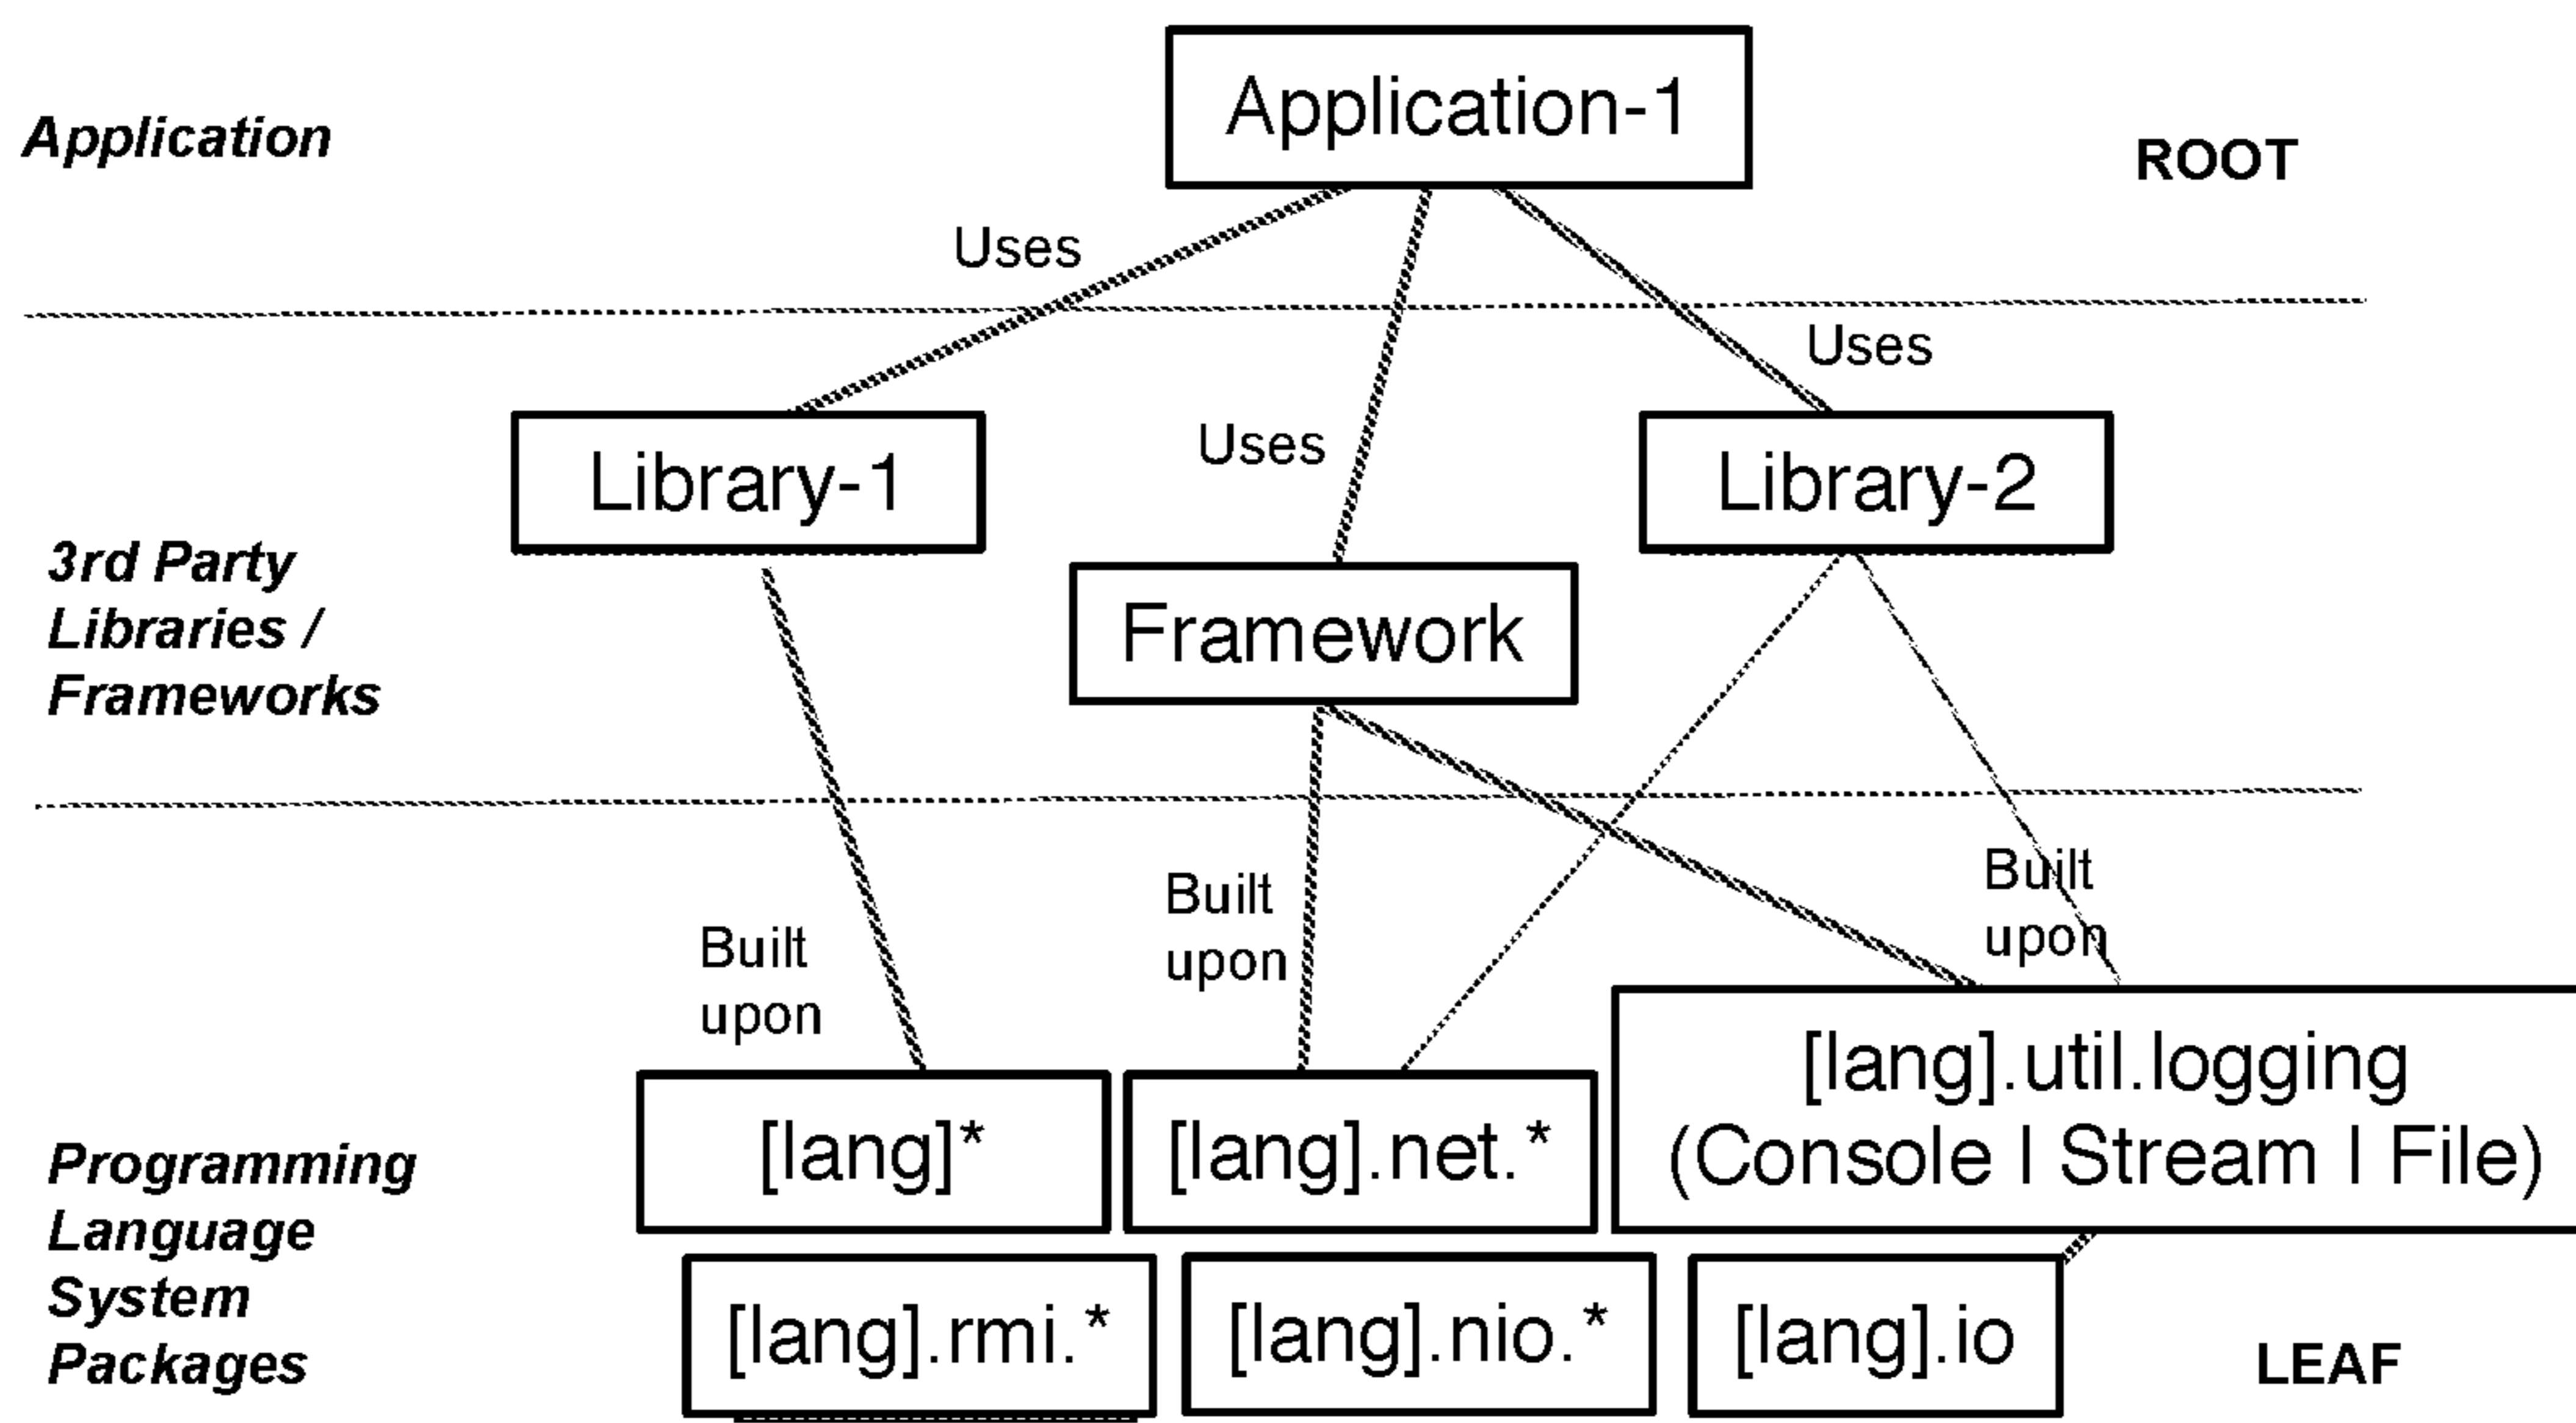 Application-1
Application
ROOT
Uses
Uses
Uses
Library-1
Library-2
3rd Party
Libraries /
Frameworks
Framework
Built
upon
Built
upon
Built
upon
[lang]*
[lang].net.*
[lang].util.logging
(Console | Stream | File)
Programming
Language
System
Packages
[lang].rmi.*
[lang].nio.*
[lang].io
LEAF